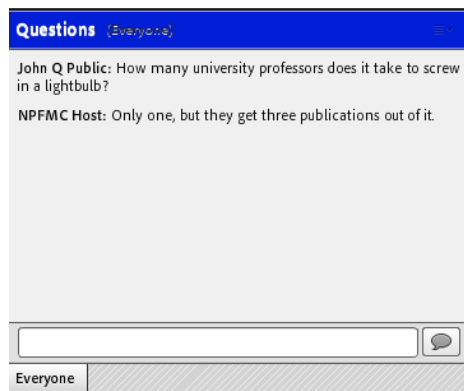 Questions (Everyone)
John Q Public: How many university professors does it take to screw
in a lightbulb?
NPFMC Host: Only one, but they get three publications out of it.
Everyone